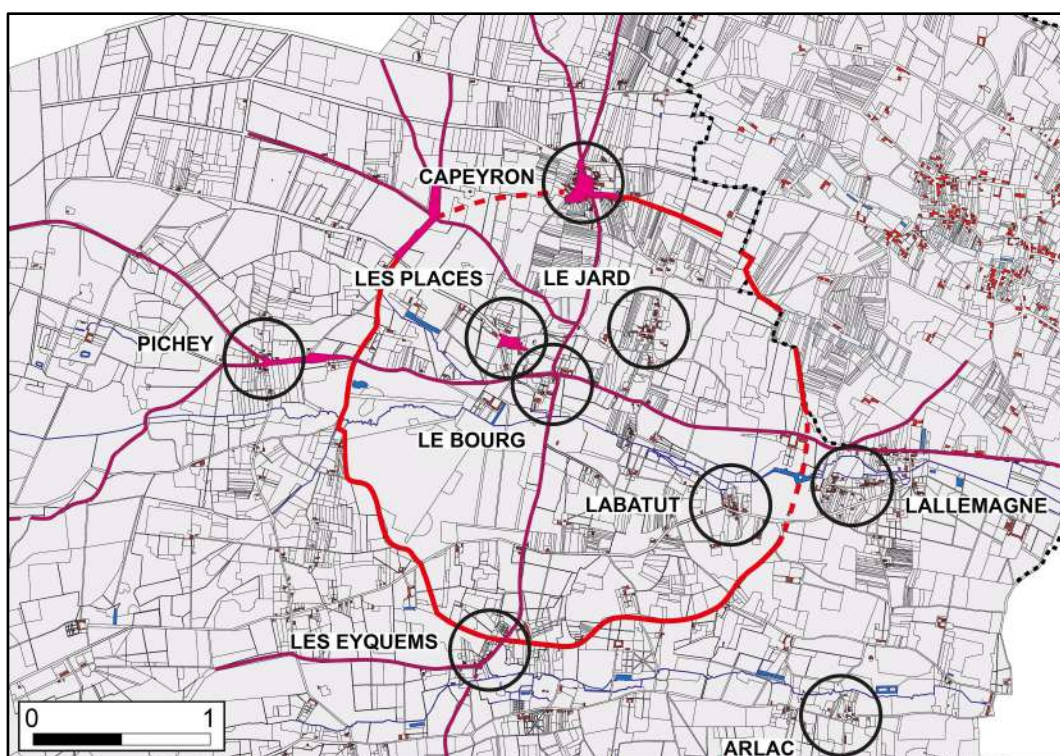 CAPEYRON
LES PLACES
LE JARD
PICHEY
LE BOURG
LABATUT
LALLEMAGNE
LES EYQUEMS
0 1
ARLAC